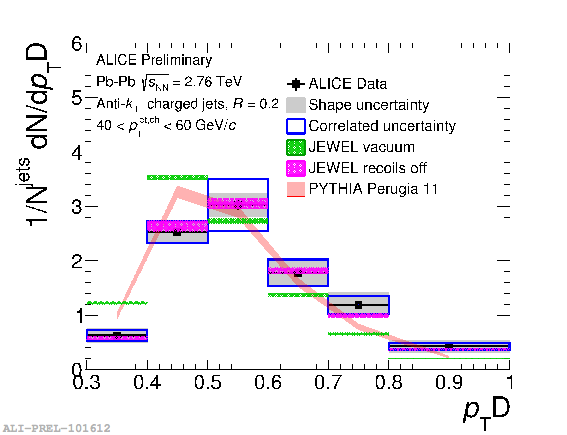 ALICE Preliminary
Pb-Pb √sNN = 2.76 TeV
Anti-kT charged jets, R = 0.2
40 < pTjet,ch < 60 GeV/c
ALICE Data
Shape uncertainty
Correlated uncertainty
JEWEL vacuum
JEWEL recoils off
PYTHIA Perugia 11
1/Njets dN/dpTD
6
5
4
3
2
1
0
0.3 0.4 0.5 0.6 0.7 0.8 0.9 1
pTD
ALI-PREL-101612